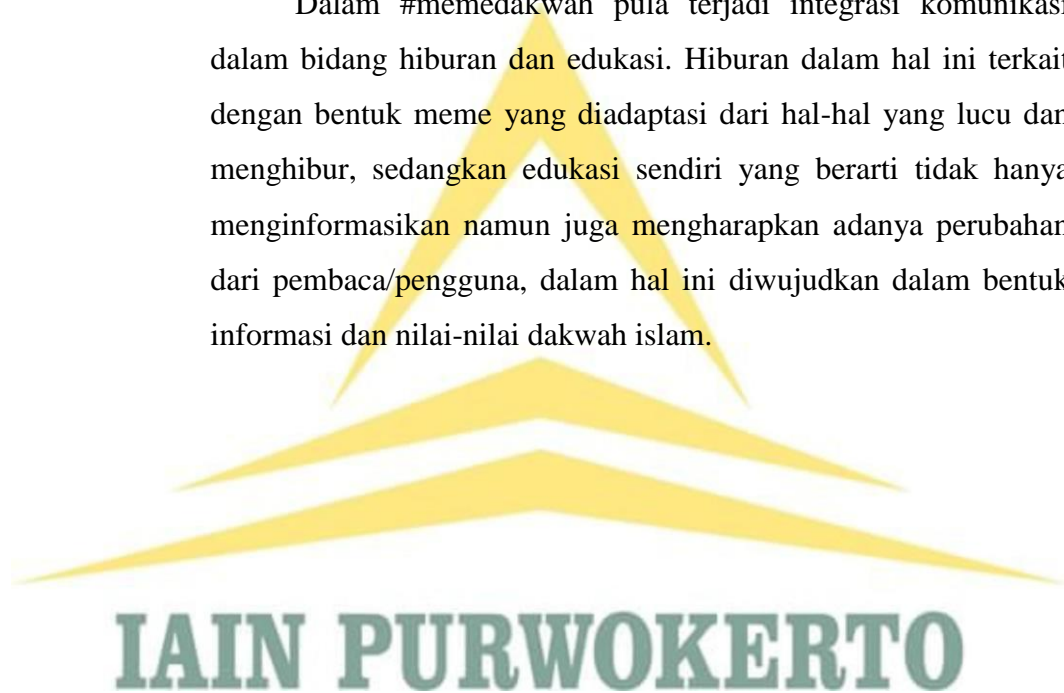 Dalam #memedakwah pula terjadi integrasi komunikasi
dalam bidang hiburan dan edukasi. Hiburan dalam hal ini terkait
dengan bentuk meme yang diadaptasi dari hal-hal yang lucu dan
menghibur, sedangkan edukasi sendiri yang berarti tidak hanya
menginformasikan namun juga mengharapkan adanya perubahan
dari pembaca/pengguna, dalam hal ini diwujudkan dalam bentuk
informasi dan nilai-nilai dakwah islam.
IAIN PURWOKERTO